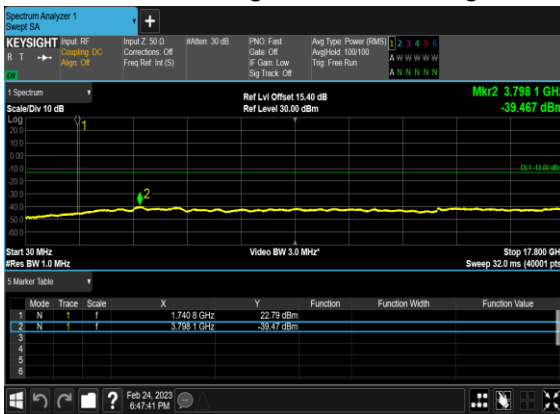 Spectrum Analyzer 1
Swept SA
+
KEYSIGHT Input: RF Input Z: 50 Ω #Atten: 30 dB PNO: Fast Avg Type: Power (RMS) 1 2 3 4 5 6
R T Coupling: DC Corrections: Off Gate: Off Avg|Hold: 100/100 A W W W W W
Align: Off Freq Ref: Int (S) IF Gain: Low Trig: Free Run
LV Sig Track: Off A N N N N N
1 Spectrum Ref Lvl Offset 15.40 dB Mkr2 3.798 1 GHz
Scale/Div 10 dB Ref Level 30.00 dBm -39.467 dBm
Log
20.0 1
10.0
0.00
-10.0 DL1 -13.00 dBm
-20.0
-30.0 2
-40.0
-50.0
-60.0
Start 30 MHz Video BW 3.0 MHz* Stop 17.800 GHz
#Res BW 1.0 MHz Sweep 32.0 ms (40001 pts)
5 Marker Table
Mode Trace Scale X Y Function Function Width Function Value
1 N 1 f 1.740 8 GHz 22.79 dBm
2 N 1 f 3.798 1 GHz -39.47 dBm
3
4
5
6
? Feb 24, 2023
6:47:41 PM